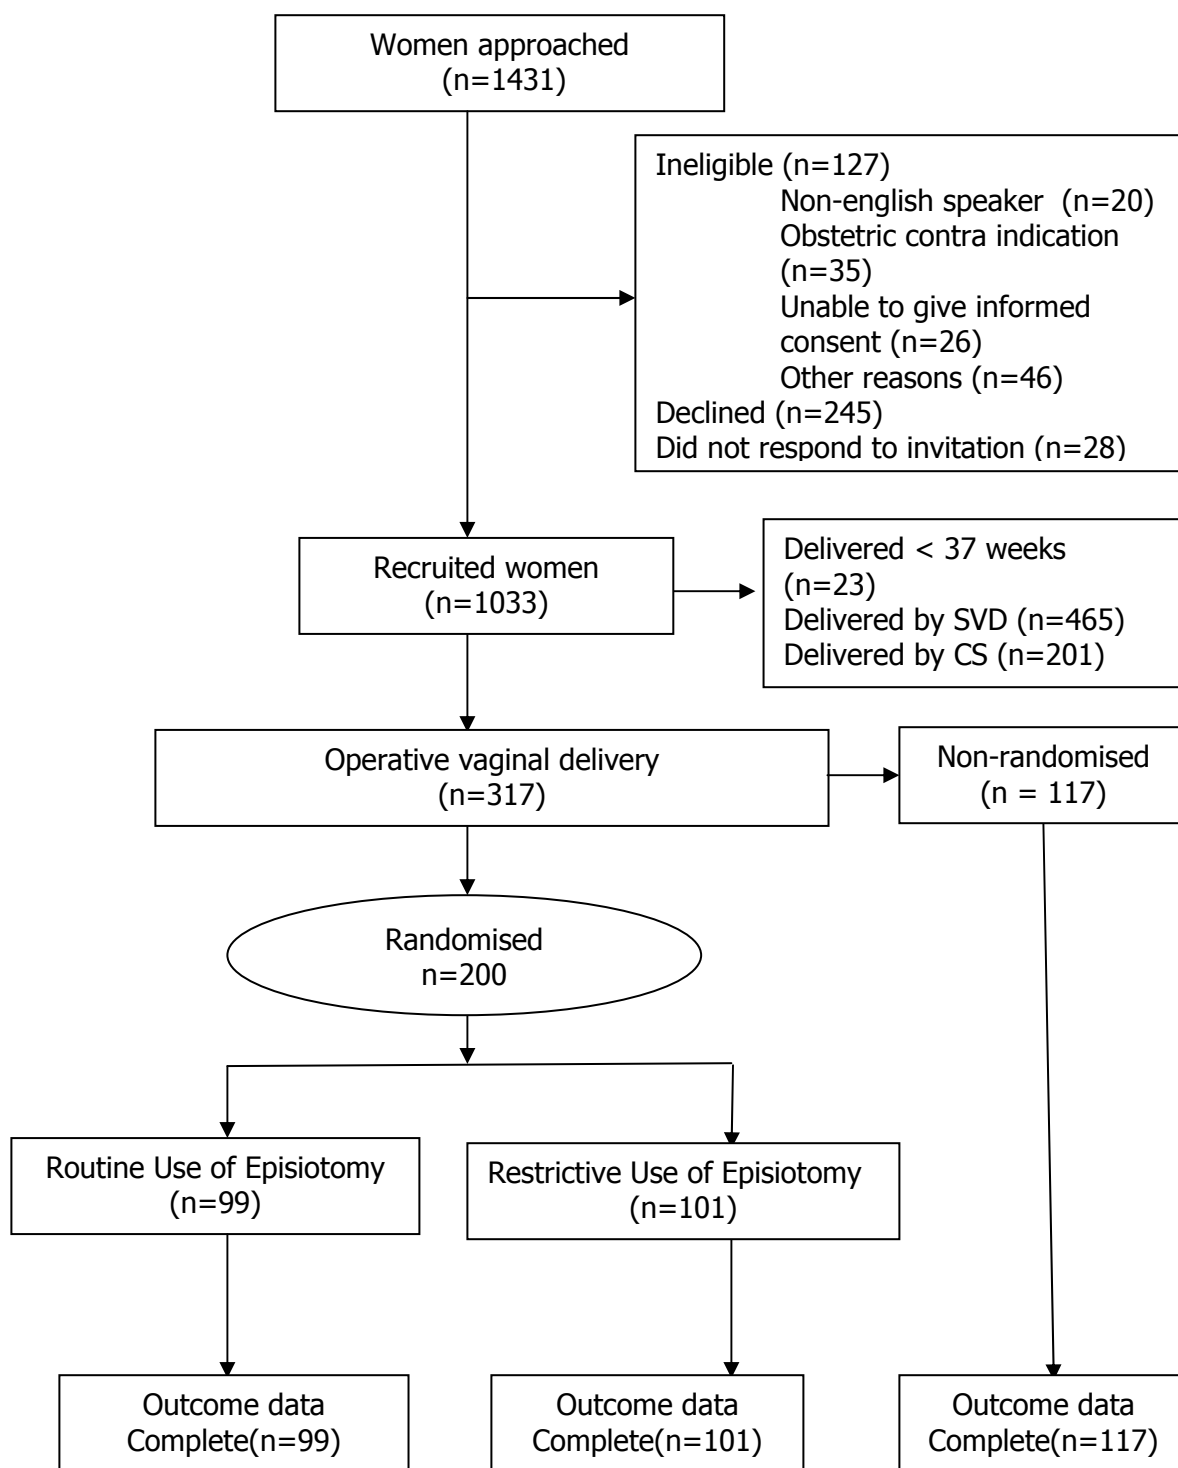 Women approached
(n=1431)
Ineligible (n=127)
Non-english speaker  (n=20)
Obstetric contra indication
(n=35)
Unable to give informed
consent (n=26)
Other reasons (n=46)
Declined (n=245)
Did not respond to invitation (n=28)
Recruited women
(n=1033)
Delivered < 37 weeks
(n=23)
Delivered by SVD (n=465)
Delivered by CS (n=201)
Operative vaginal delivery
(n=317)
Non-randomised
(n = 117)
Randomised
n=200
Routine Use of Episiotomy
(n=99)
Restrictive Use of Episiotomy
(n=101)
Outcome data
Complete(n=99)
Outcome data
Complete(n=101)
Outcome data
Complete(n=117)